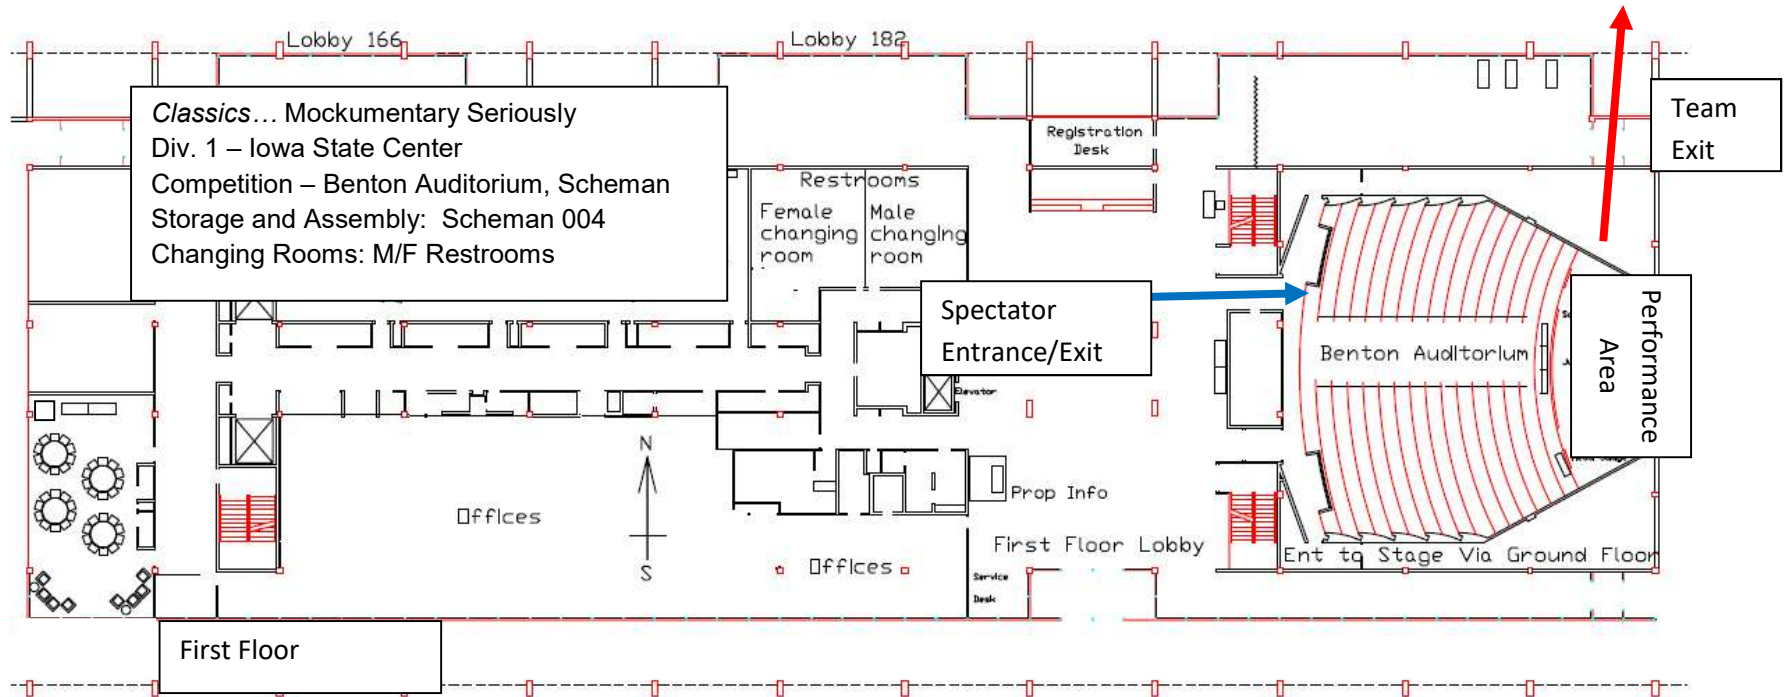 Lobby 166
Lobby 182
Classics… Mockumentary Seriously
Div. 1 – Iowa State Center
Competition – Benton Auditorium, Scheman
Storage and Assembly:  Scheman 004
Changing Rooms: M/F Restrooms
Registration
Desk
Team
Exit
Restrooms
Female
changing
room
Male
changing
room
Spectator
Entrance/Exit
Benton Auditorium
Performance
Area
Elevator
N
S
Prop Info
Offices
First Floor Lobby
Ent to Stage Via Ground Floor
Offices
Service
Desk
First Floor